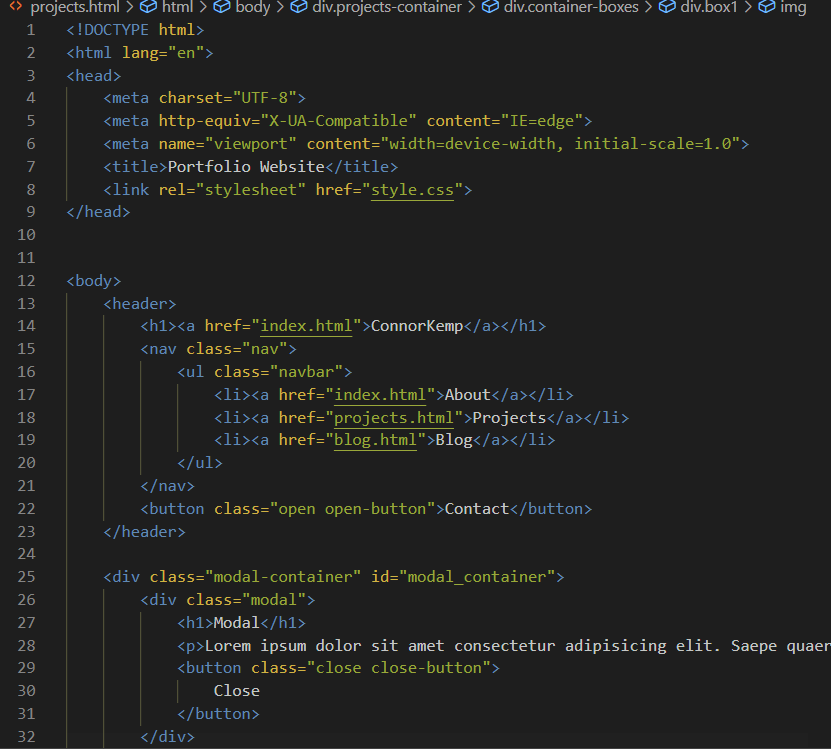 projects.html > html > body > div.projects-container > div.container-boxes > div.box1 > img
1 <!DOCTYPE html>
2 <html lang="en">
3 <head>
4 <meta charset="UTF-8">
5 <meta http-equiv="X-UA-Compatible" content="IE=edge">
6 <meta name="viewport" content="width=device-width, initial-scale=1.0">
7 <title>Portfolio Website</title>
8 <link rel="stylesheet" href="style.css">
9 </head>
10
11
12 <body>
13 <header>
14 <h1><a href="index.html">ConnorKemp</a></h1>
15 <nav class="nav">
16 <ul class="navbar">
17 <li><a href="index.html">About</a></li>
18 <li><a href="projects.html">Projects</a></li>
19 <li><a href="blog.html">Blog</a></li>
20 </ul>
21 </nav>
22 <button class="open open-button">Contact</button>
23 </header>
24
25 <div class="modal-container" id="modal_container">
26 <div class="modal">
27 <h1>Modal</h1>
28 <p>Lorem ipsum dolor sit amet consectetur adipisicing elit. Saepe quaer
29 <button class="close close-button">
30 Close
31 </button>
32 </div>